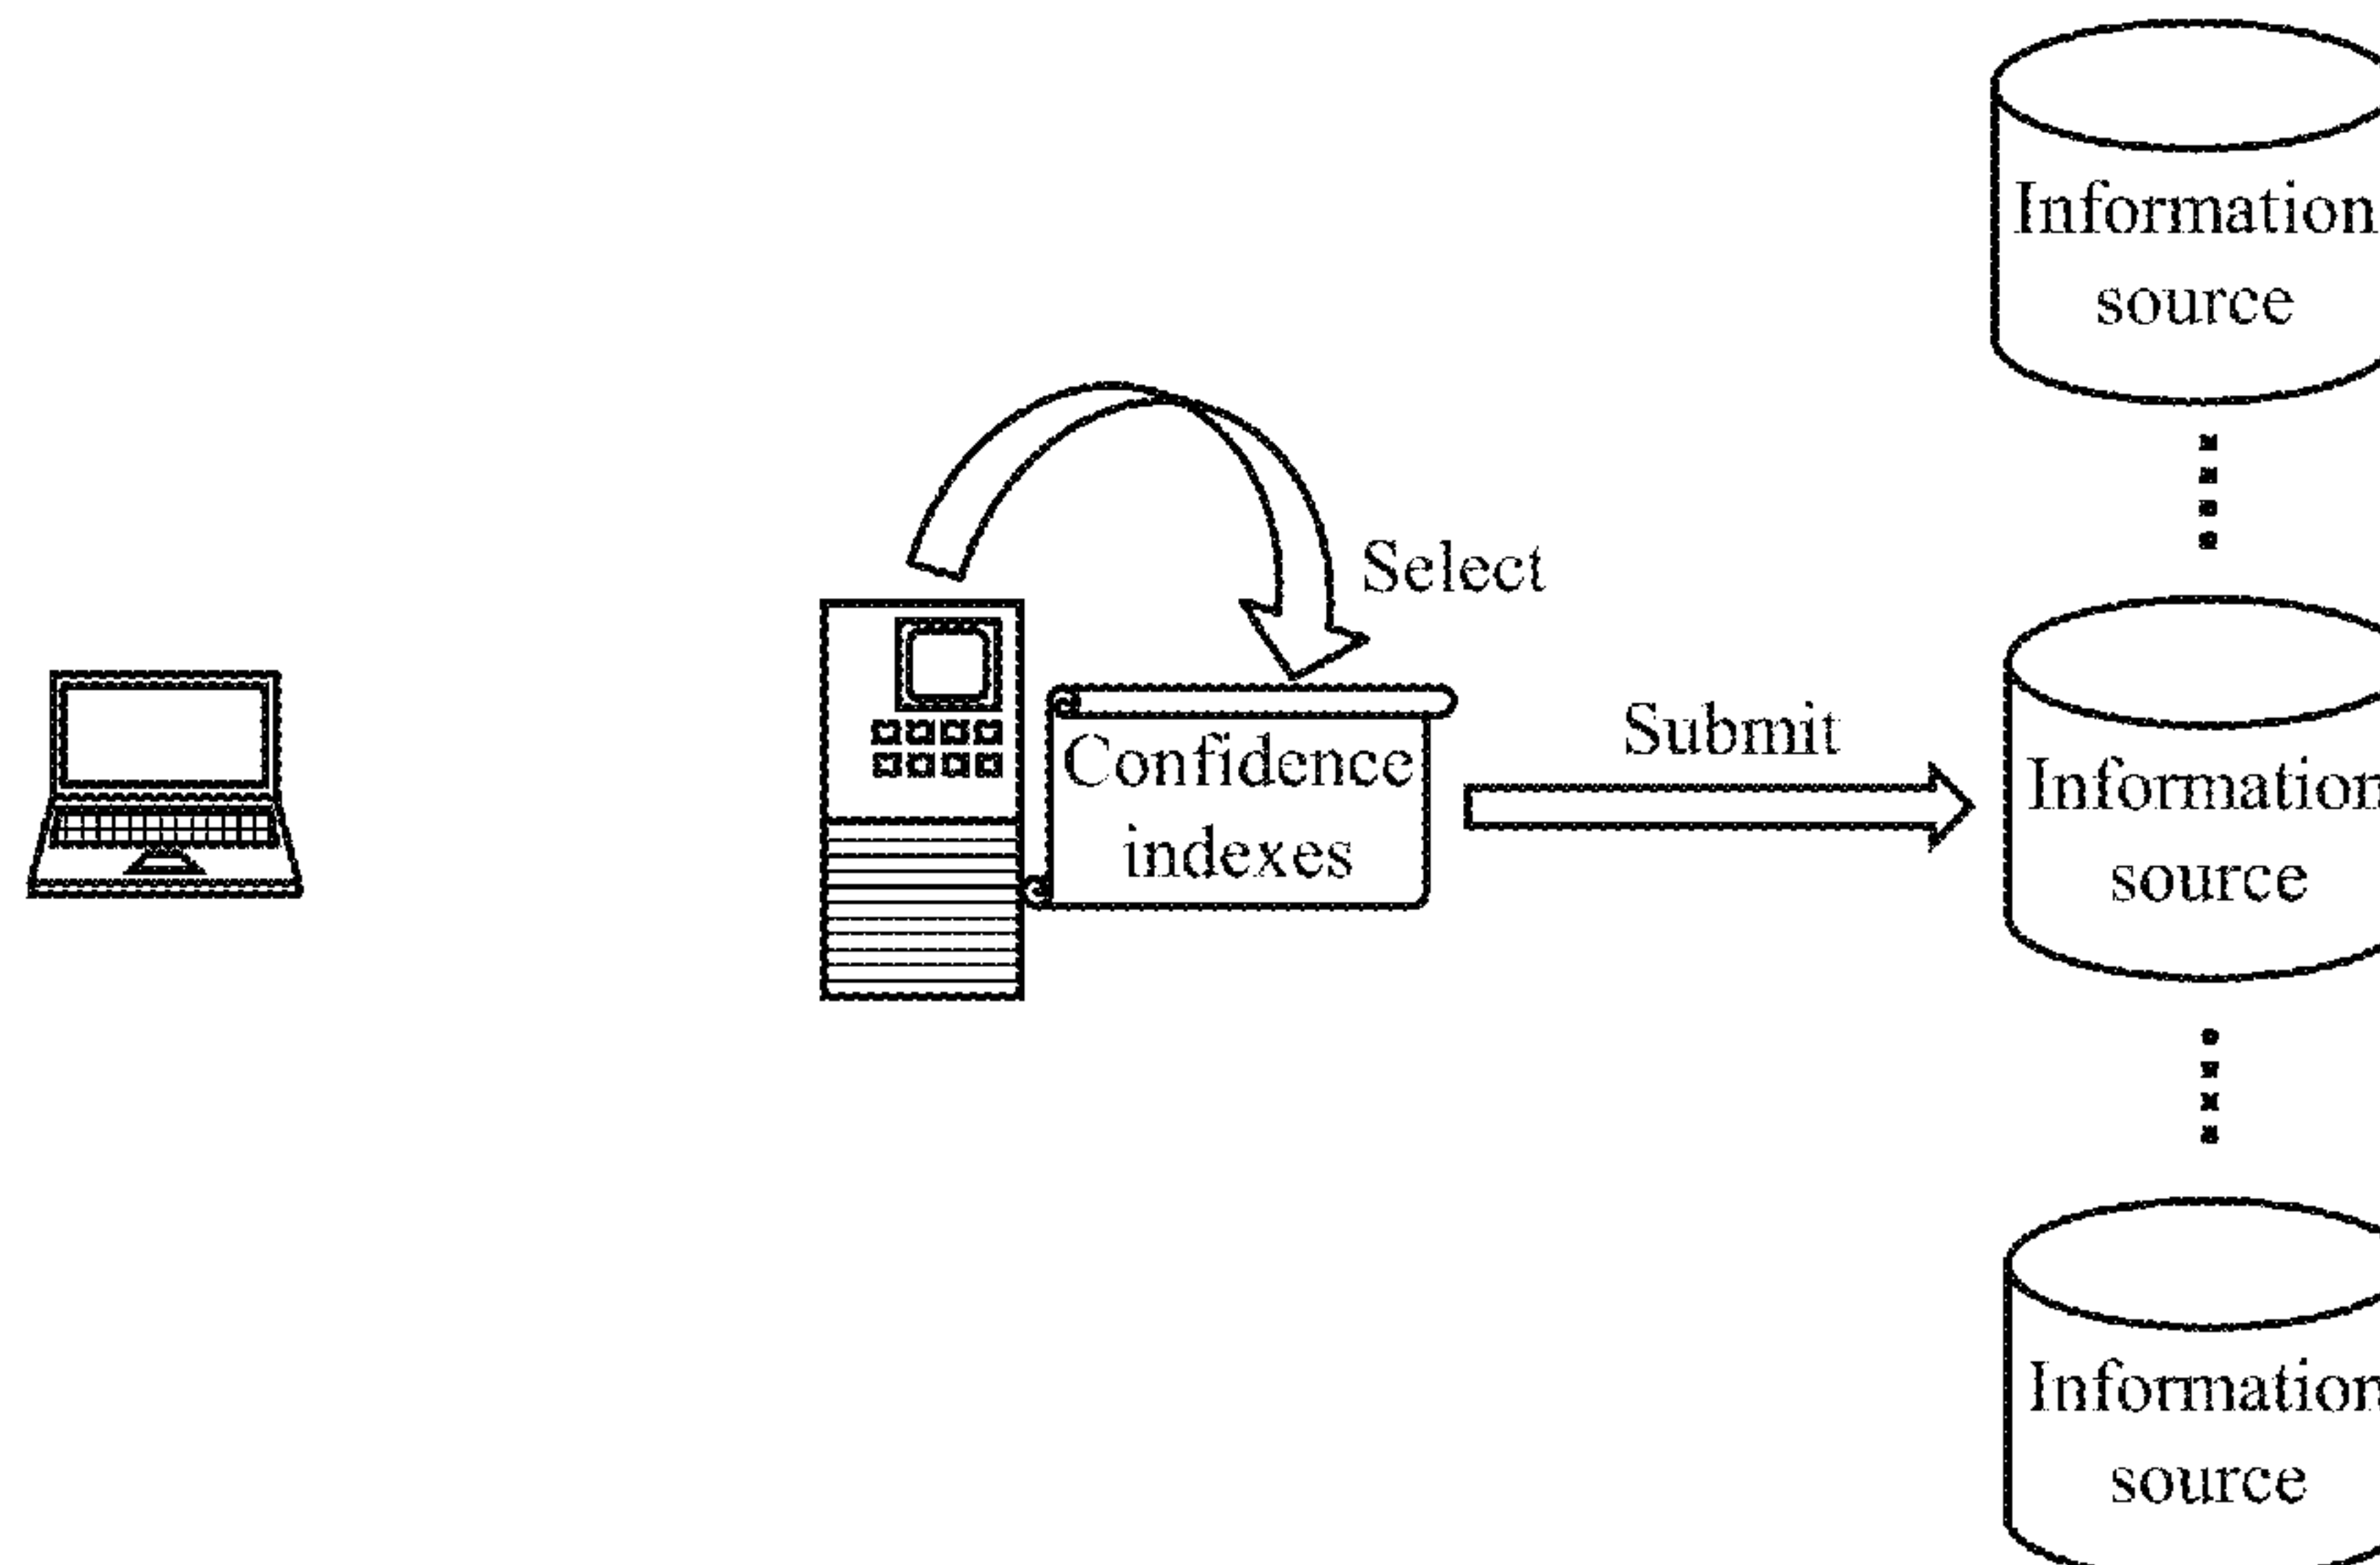 Information
source
Select
Submit
Confidence
indexes
Information
source
Information
source